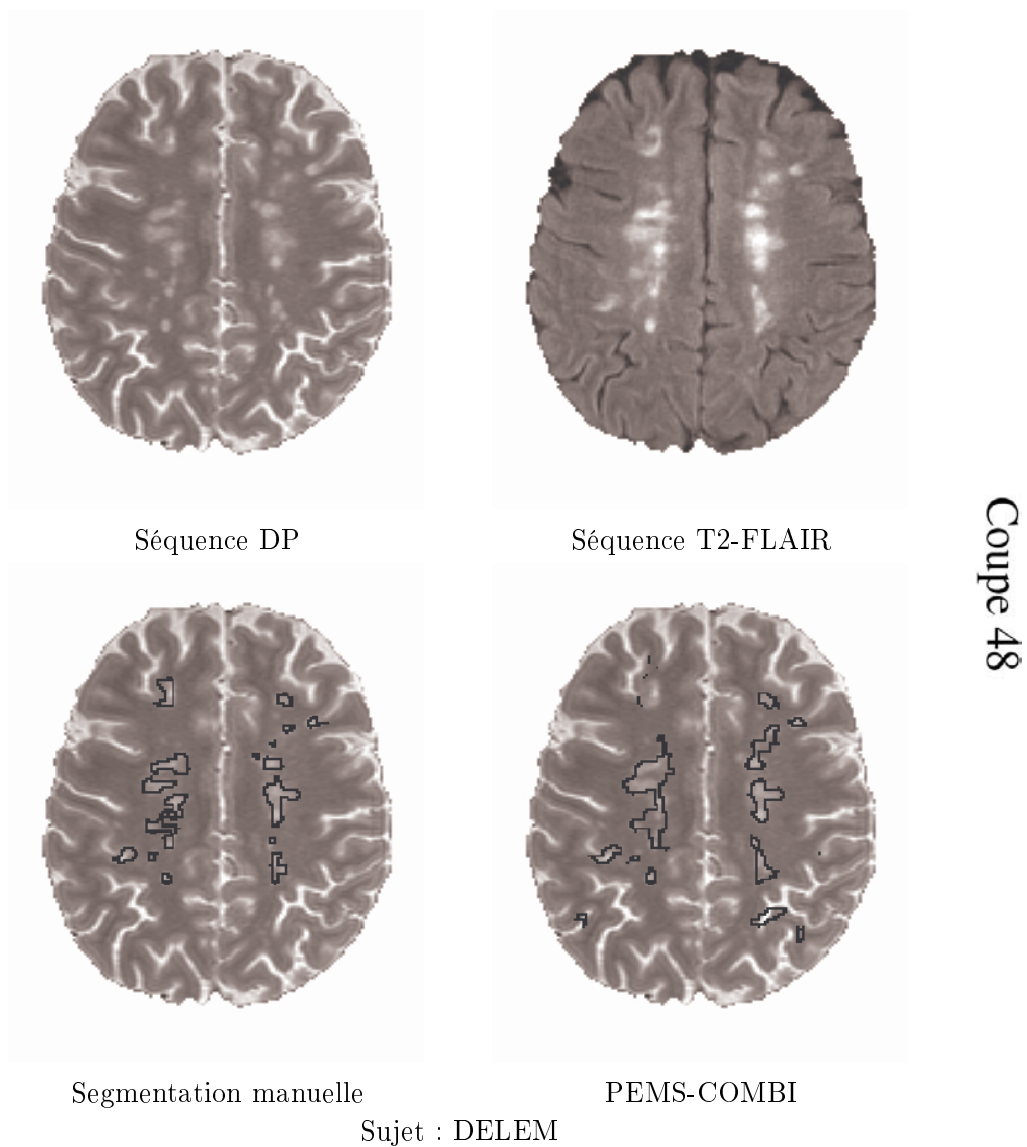 Séquence DP
Séquence T2-FLAIR
Coupe 48
Segmentation manuelle
PEMS-COMBI
Sujet : DELEM